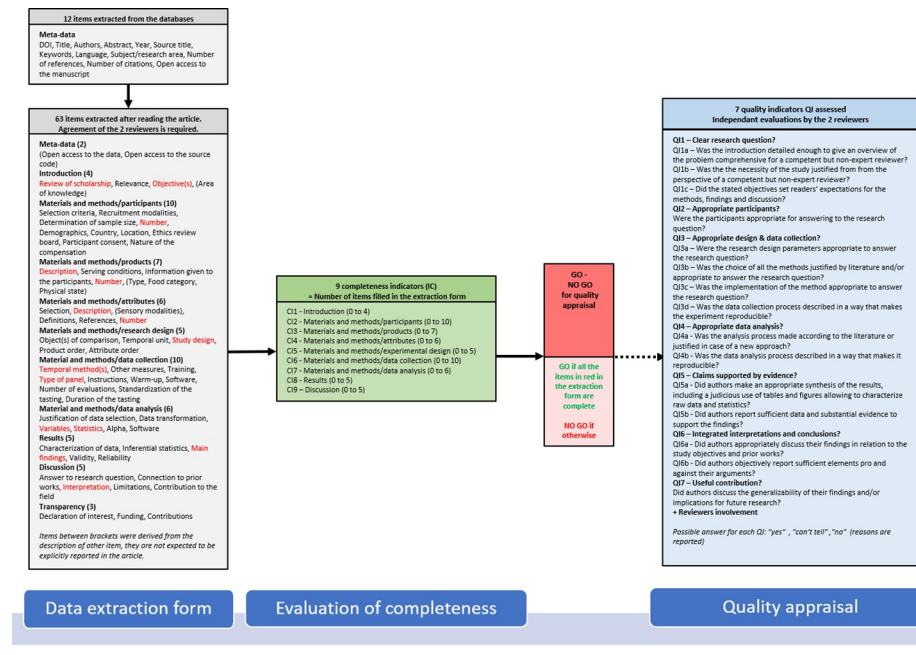 12 items extracted from the databases
Meta-data
DOI, Title, Authors, Abstract, Year, Source title,
Keywords, Language, Subject/research area, Number
of references, Number of citations, Open access to
the manuscript
63 items extracted after reading the article.
Agreement of the 2 reviewers is required.
Meta-data (2)
(Open access to the data, Open access to the source
code)
Introduction (4)
Review of scholarship, Relevance, Objective(s), (Area
of knowledge)
Materials and methods/participants (10)
Selection criteria, Recruitment modalities,
Determination of sample size, Number,
Demographics, Country, Location, Ethics review
board, Participant consent, Nature of the
compensation
Materials and methods/products (7)
Description, Serving conditions, Information given to
the participants, Number, (Type, Food category,
Physical state)
Materials and methods/attributes (6)
Selection, Description, (Sensory modalities),
Definitions, References, Number
Materials and methods/research design (5)
Object(s) of comparison, Temporal unit, Study design,
Product order, Attribute order
Material and methods/data collection (10)
Temporal method(s), Other measures, Training,
Type of panel, Instructions, Warm-up, Software,
Number of evaluations, Standardization of the
tasting, Duration of the tasting
Material and methods/data analysis (6)
Justification of data selection, Data transformation,
Variables, Statistics, Alpha, Software
Results (5)
Characterization of data, Inferential statistics, Main
findings, Validity, Reliability
Discussion (5)
Answer to research question, Connection to prior
works, Interpretation, Limitations, Contribution to the
field
Transparency (3)
Declaration of interest, Funding, Contributions
Items between brackets were derived from the
description of other item, they are not expected to be
explicitly reported in the article.
9 completeness indicators (IC)
= Number of items filled in the extraction form
CI1 - Introduction (0 to 4)
CI2 - Materials and methods/participants (0 to 10)
CI3 - Materials and methods/products (0 to 7)
CI4 - Materials and methods/attributes (0 to 6)
CI5 - Materials and methods/experimental design (0 to 5)
CI6 - Materials and methods/data collection (0 to 10)
CI7 - Materials and methods/data analysis (0 to 6)
CI8 - Results (0 to 5)
CI9 – Discussion (0 to 5)
GO -
NO GO
for quality
appraisal
GO if all the
items in red in
the extraction
form are
complete
NO GO if
otherwise
7 quality indicators QI assessed
Independant evaluations by the 2 reviewers
QI1 – Clear research question?
QI1a – Was the introduction detailed enough to give an overview of
the problem comprehensive for a competent but non-expert reviewer?
QI1b – Was the the necessity of the study justified from from the
perspective of a competent but non-expert reviewer?
QI1c – Did the stated objectives set readers' expectations for the
methods, findings and discussion?
QI2 – Appropriate participants?
Were the participants appropriate for answering to the research
question?
QI3 – Appropriate design & data collection?
QI3a – Were the research design parameters appropriate to answer
the research question?
QI3b – Was the choice of all the methods justified by literature and/or
appropriate to answer the research question?
QI3c – Was the implementation of the method appropriate to answer
the research question?
QI3d – Was the data collection process described in a way that makes
the experiment reproducible?
QI4 – Appropriate data analysis?
QI4a – Was the analysis process made according to the literature or
justified in case of a new approach?
QI4b – Was the data analysis process described in a way that makes it
reproducible?
QI5 – Claims supported by evidence?
QI5a - Did authors make an appropriate synthesis of the results,
including a judicious use of tables and figures allowing to characterize
raw data and statistics?
QI5b - Did authors report sufficient data and substantial evidence to
support the findings?
QI6 – Integrated interpretations and conclusions?
QI6a - Did authors appropriately discuss their findings in relation to the
study objectives and prior works?
QI6b - Did authors objectively report sufficient elements pro and
against their arguments?
QI7 – Useful contribution?
Did authors discuss the generalizability of their findings and/or
implications for future research?
+ Reviewers involvement
Possible answer for each QI: "yes" , "can't tell" ,"no" (reasons are
reported)
Data extraction form
Evaluation of completeness
Quality appraisal